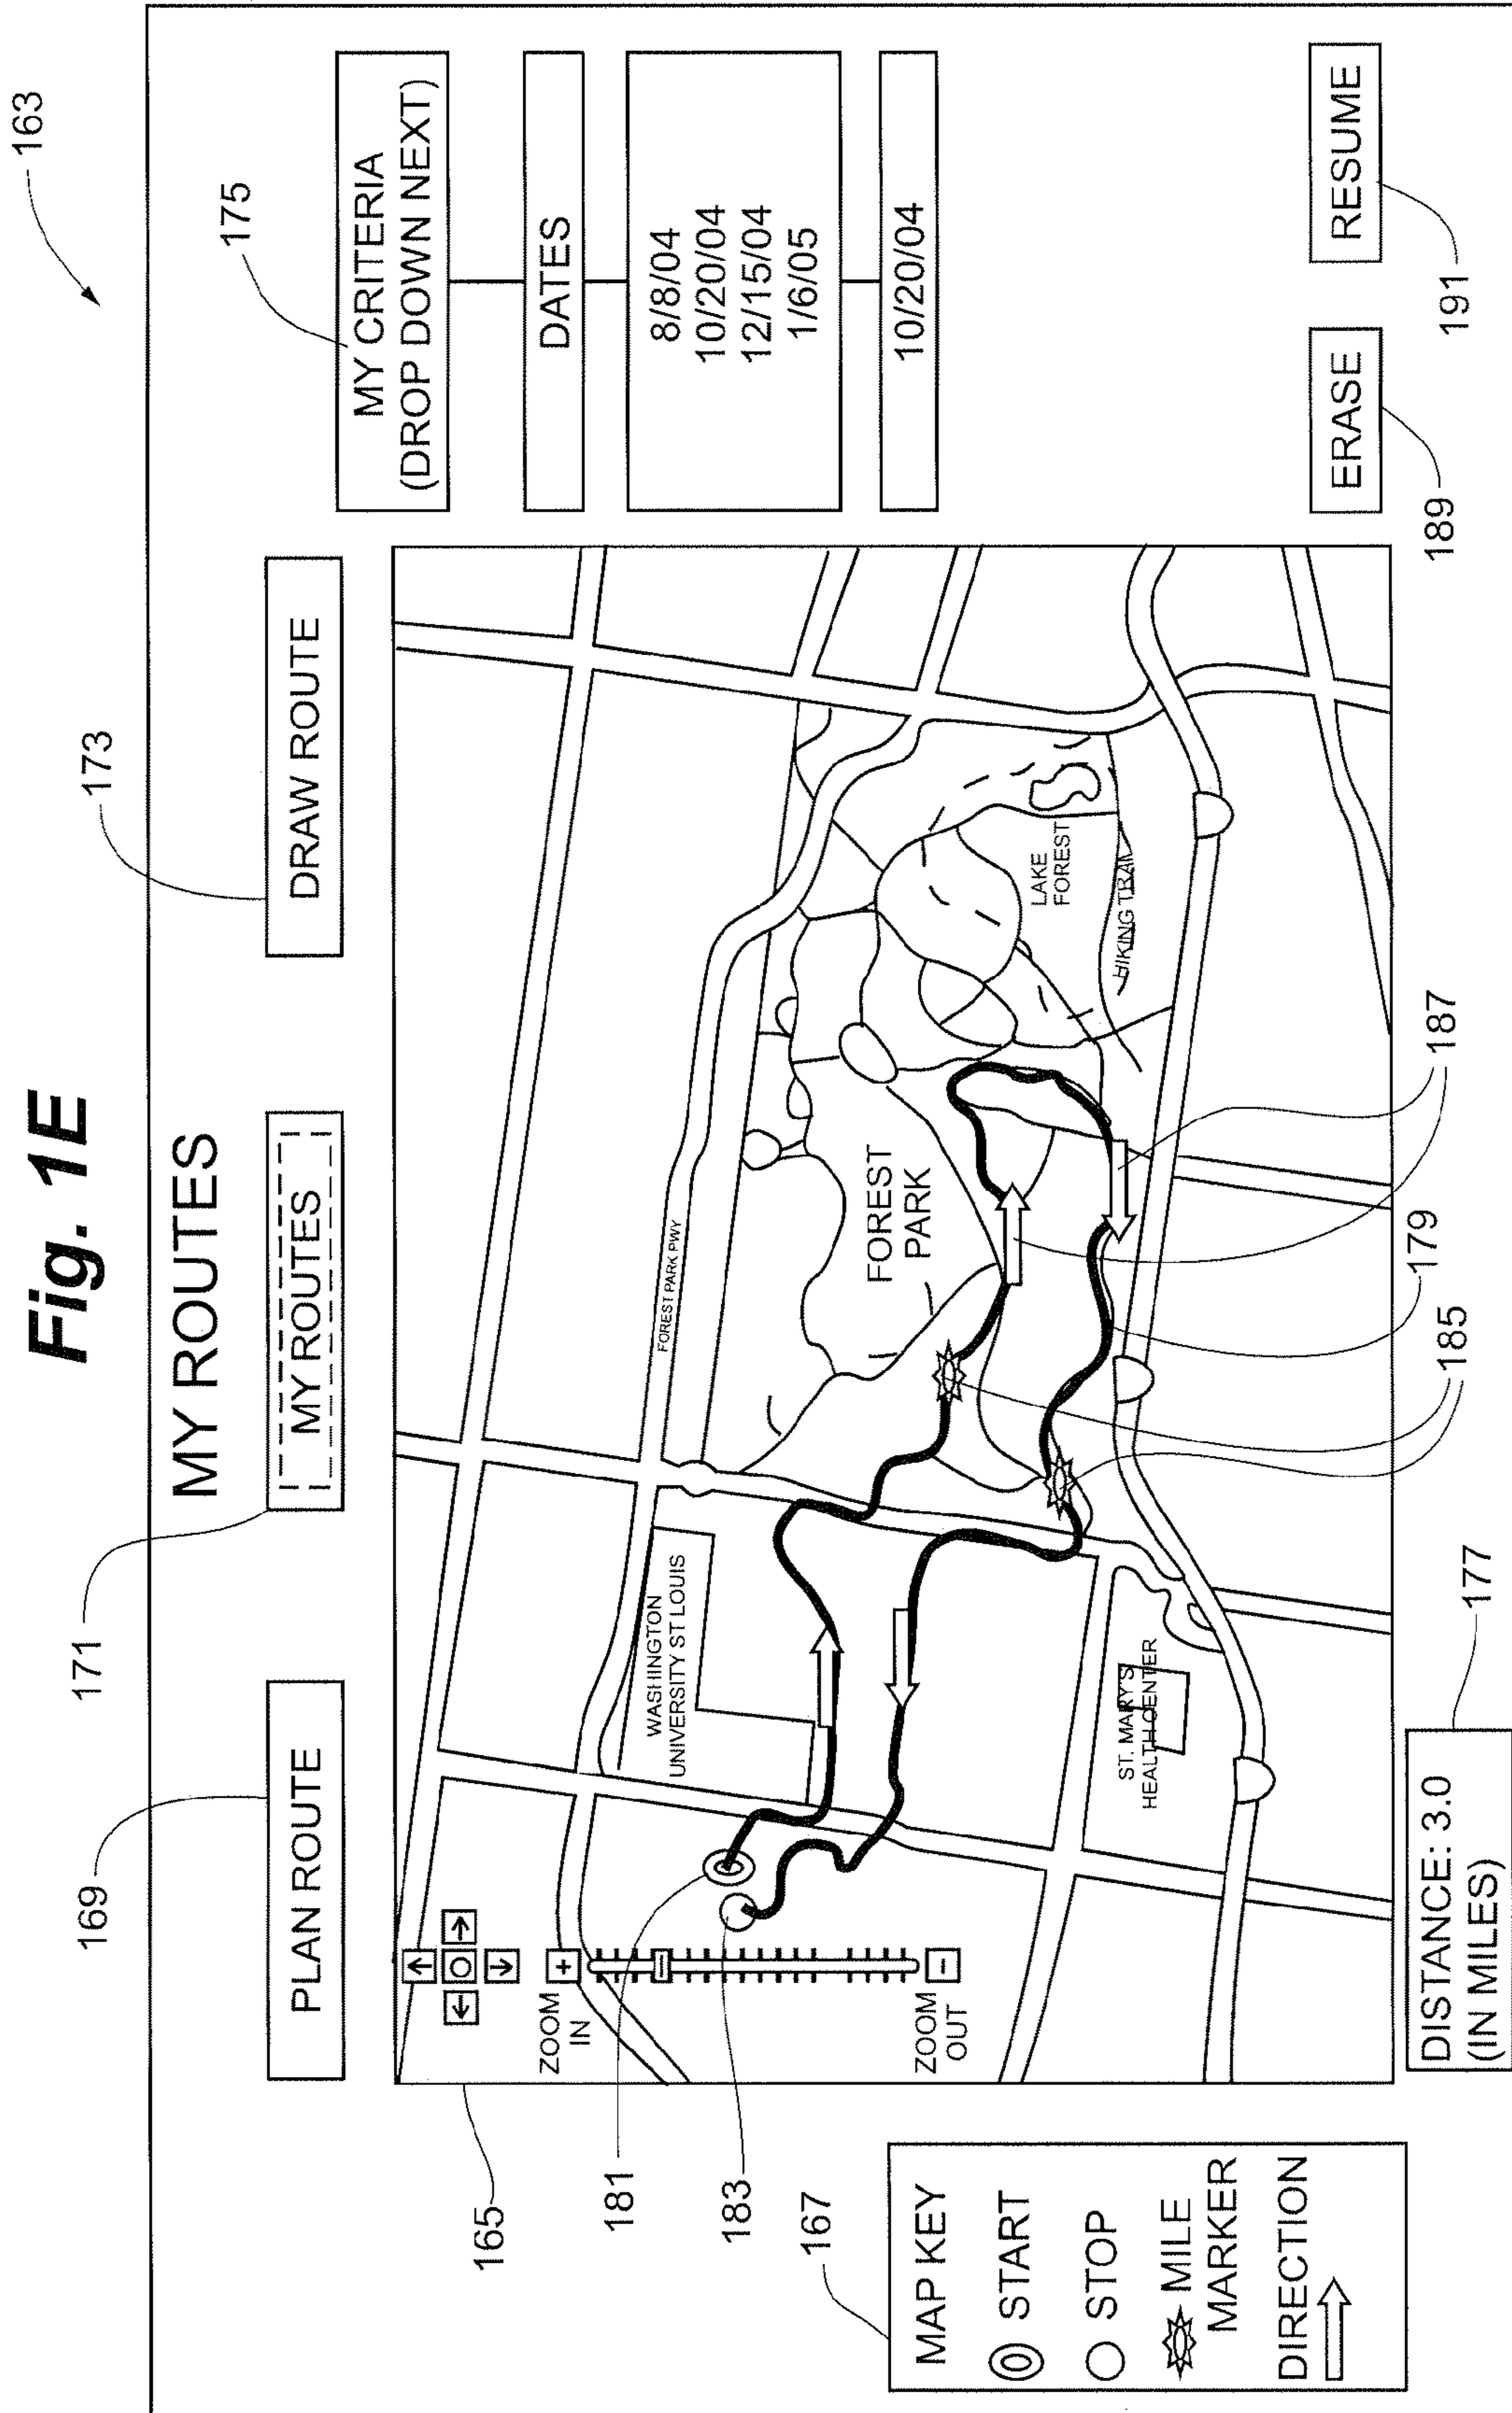 Fig. 1E
163
MY ROUTES
169
171
173
175
PLAN ROUTE
MY ROUTES
DRAW ROUTE
MY CRITERIA
(DROP DOWN NEXT)
DATES
8/8/04
10/20/04
12/15/04
1/6/05
10/20/04
165
ZOOM
IN
+
ZOOM
OUT
-
181
183
167
MAP KEY
START
STOP
MILE
MARKER
DIRECTION
FOREST PARK PWY
WASHINGTON
UNIVERSITY ST LOUIS
FOREST
PARK
LAKE
FOREST
HIKING TRAIL
ST. MARY'S
HEALTH CENTER
DISTANCE: 3.0
(IN MILES)
177
185
179
187
ERASE
RESUME
189
191